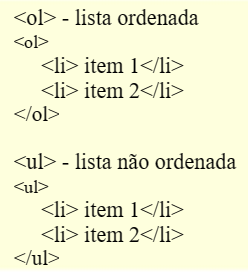 <ol> - lista ordenada
<ol>
<li> item 1</li>
<li> item 2</li>
</ol>
<ul> - lista não ordenada
<ul>
<li> item 1</li>
<li> item 2</li>
</ul>